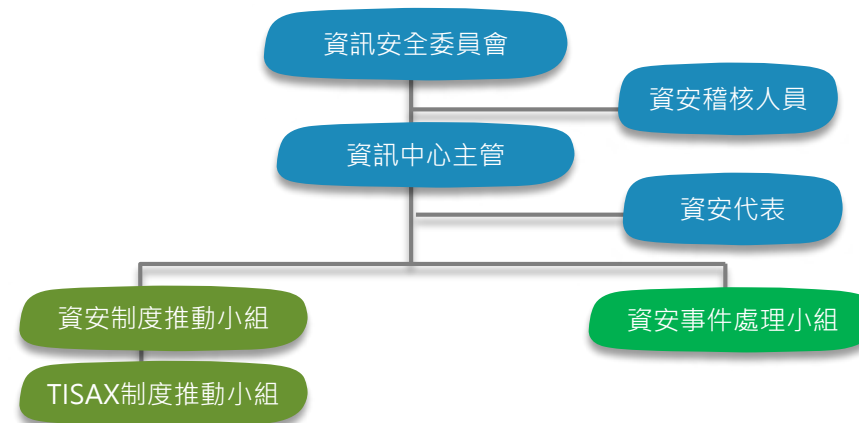 資訊安全委員會
資安稽核人員
資訊中心主管
資安代表
資安制度推動小組
資安事件處理小組
TISAX制度推動小組